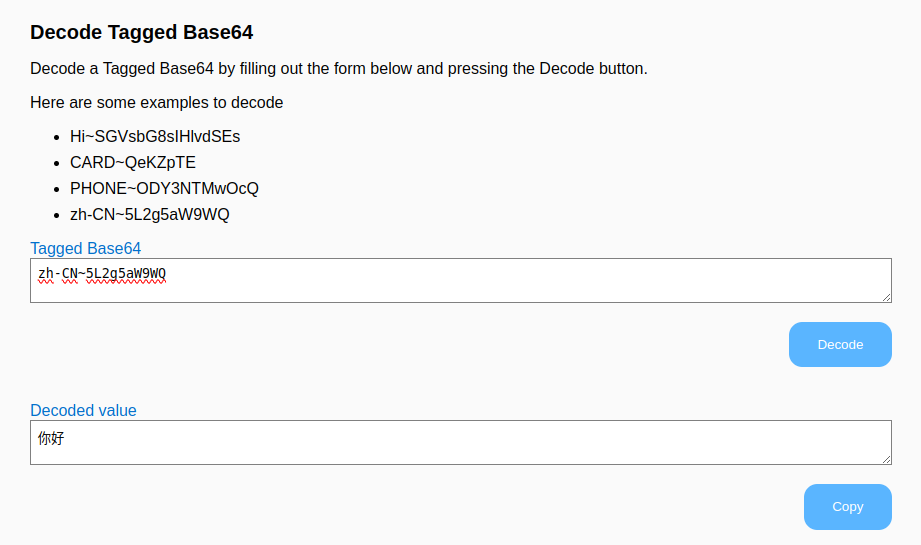 Decode Tagged Base64
Decode a Tagged Base64 by filling out the form below and pressing the Decode button.
Here are some examples to decode
Hi~SGVsbG8sIHlvdSEs
CARD~QeKZpTE
PHONE~ODY3NTMwOcQ
zh-CN~5L2g5aW9WQ
Tagged Base64
zh-CN~5L2g5aW9WQ
Decode
Decoded value
你好
Copy